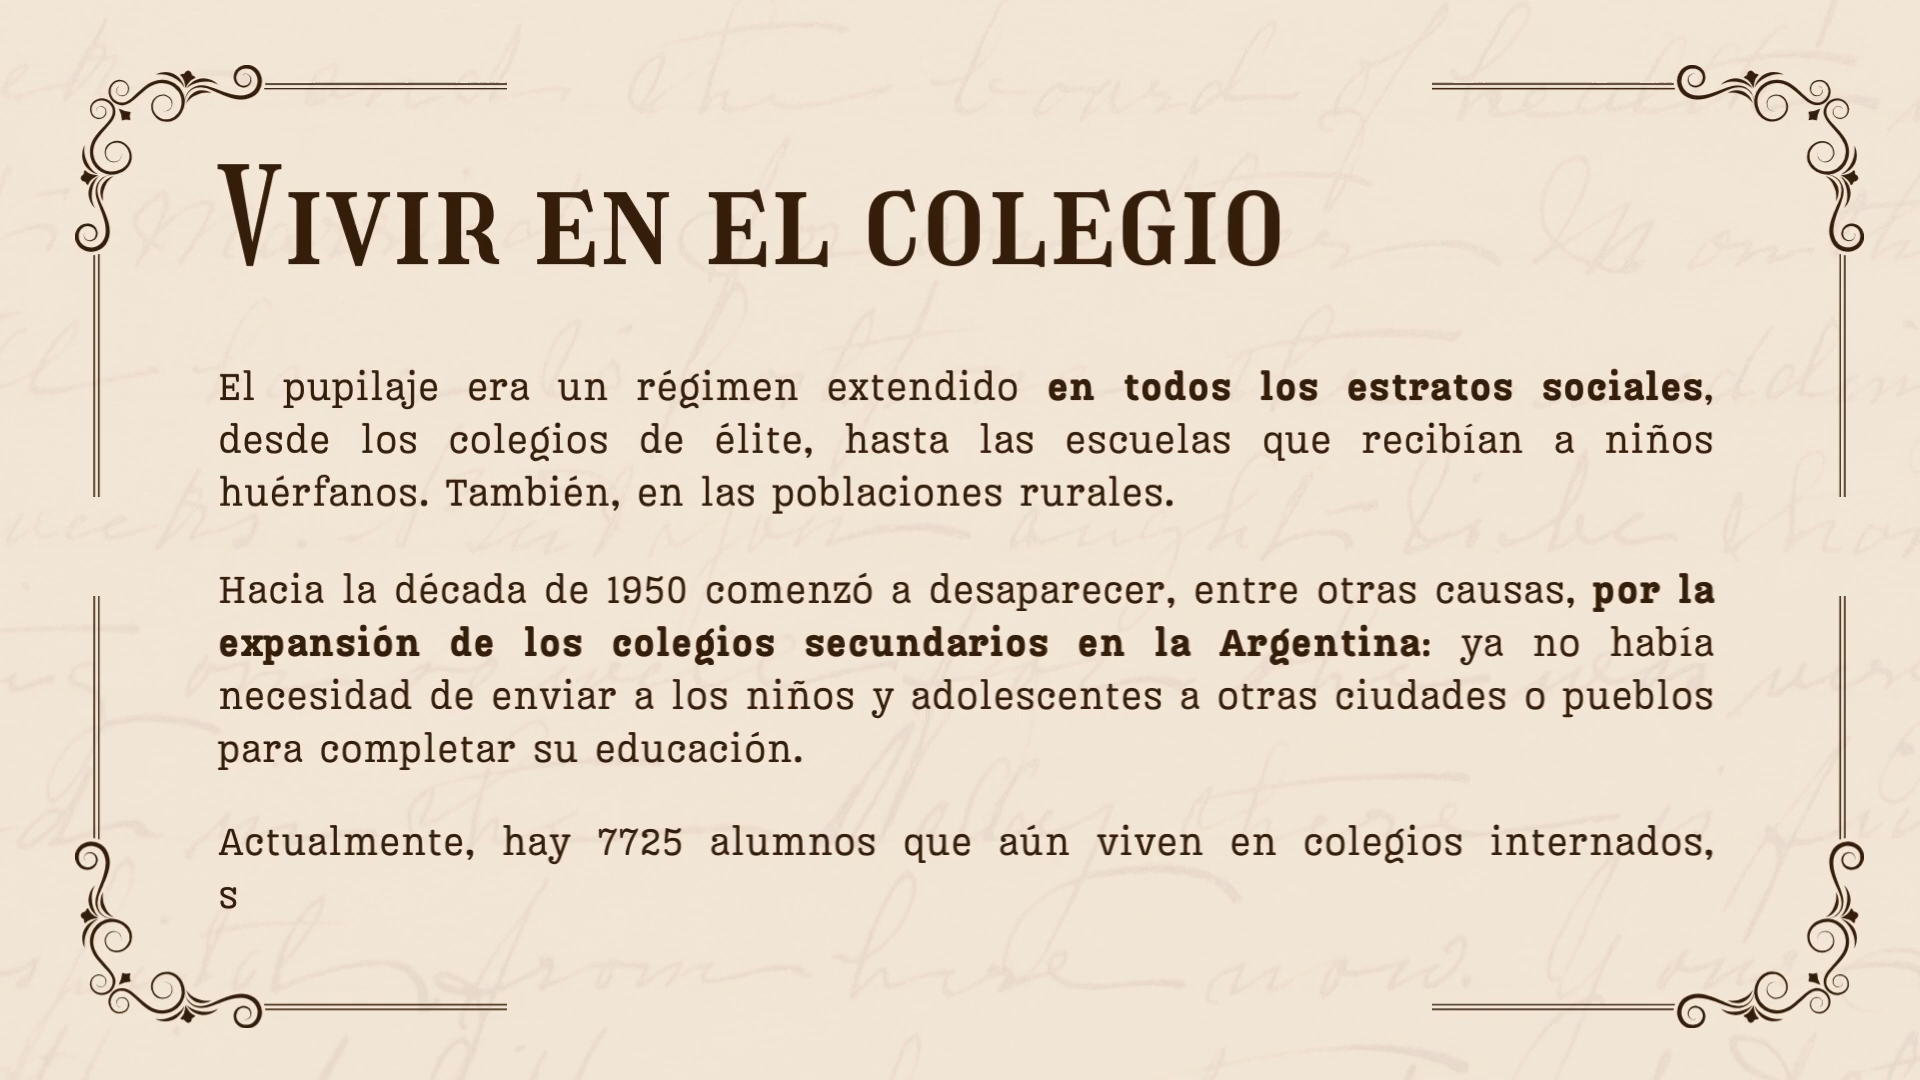 Vivir en el colegio
El pupilaje era un régimen extendido en todos los estratos sociales,
desde los colegios de élite, hasta las escuelas que recibían a niños
huérfanos. También, en las poblaciones rurales.
Hacia la década de 1950 comenzó a desaparecer, entre otras causas, por la
expansión de los colegios secundarios en la Argentina: ya no había
necesidad de enviar a los niños y adolescentes a otras ciudades o pueblos
para completar su educación.
Actualmente, hay 7725 alumnos que aún viven en colegios internados,
s